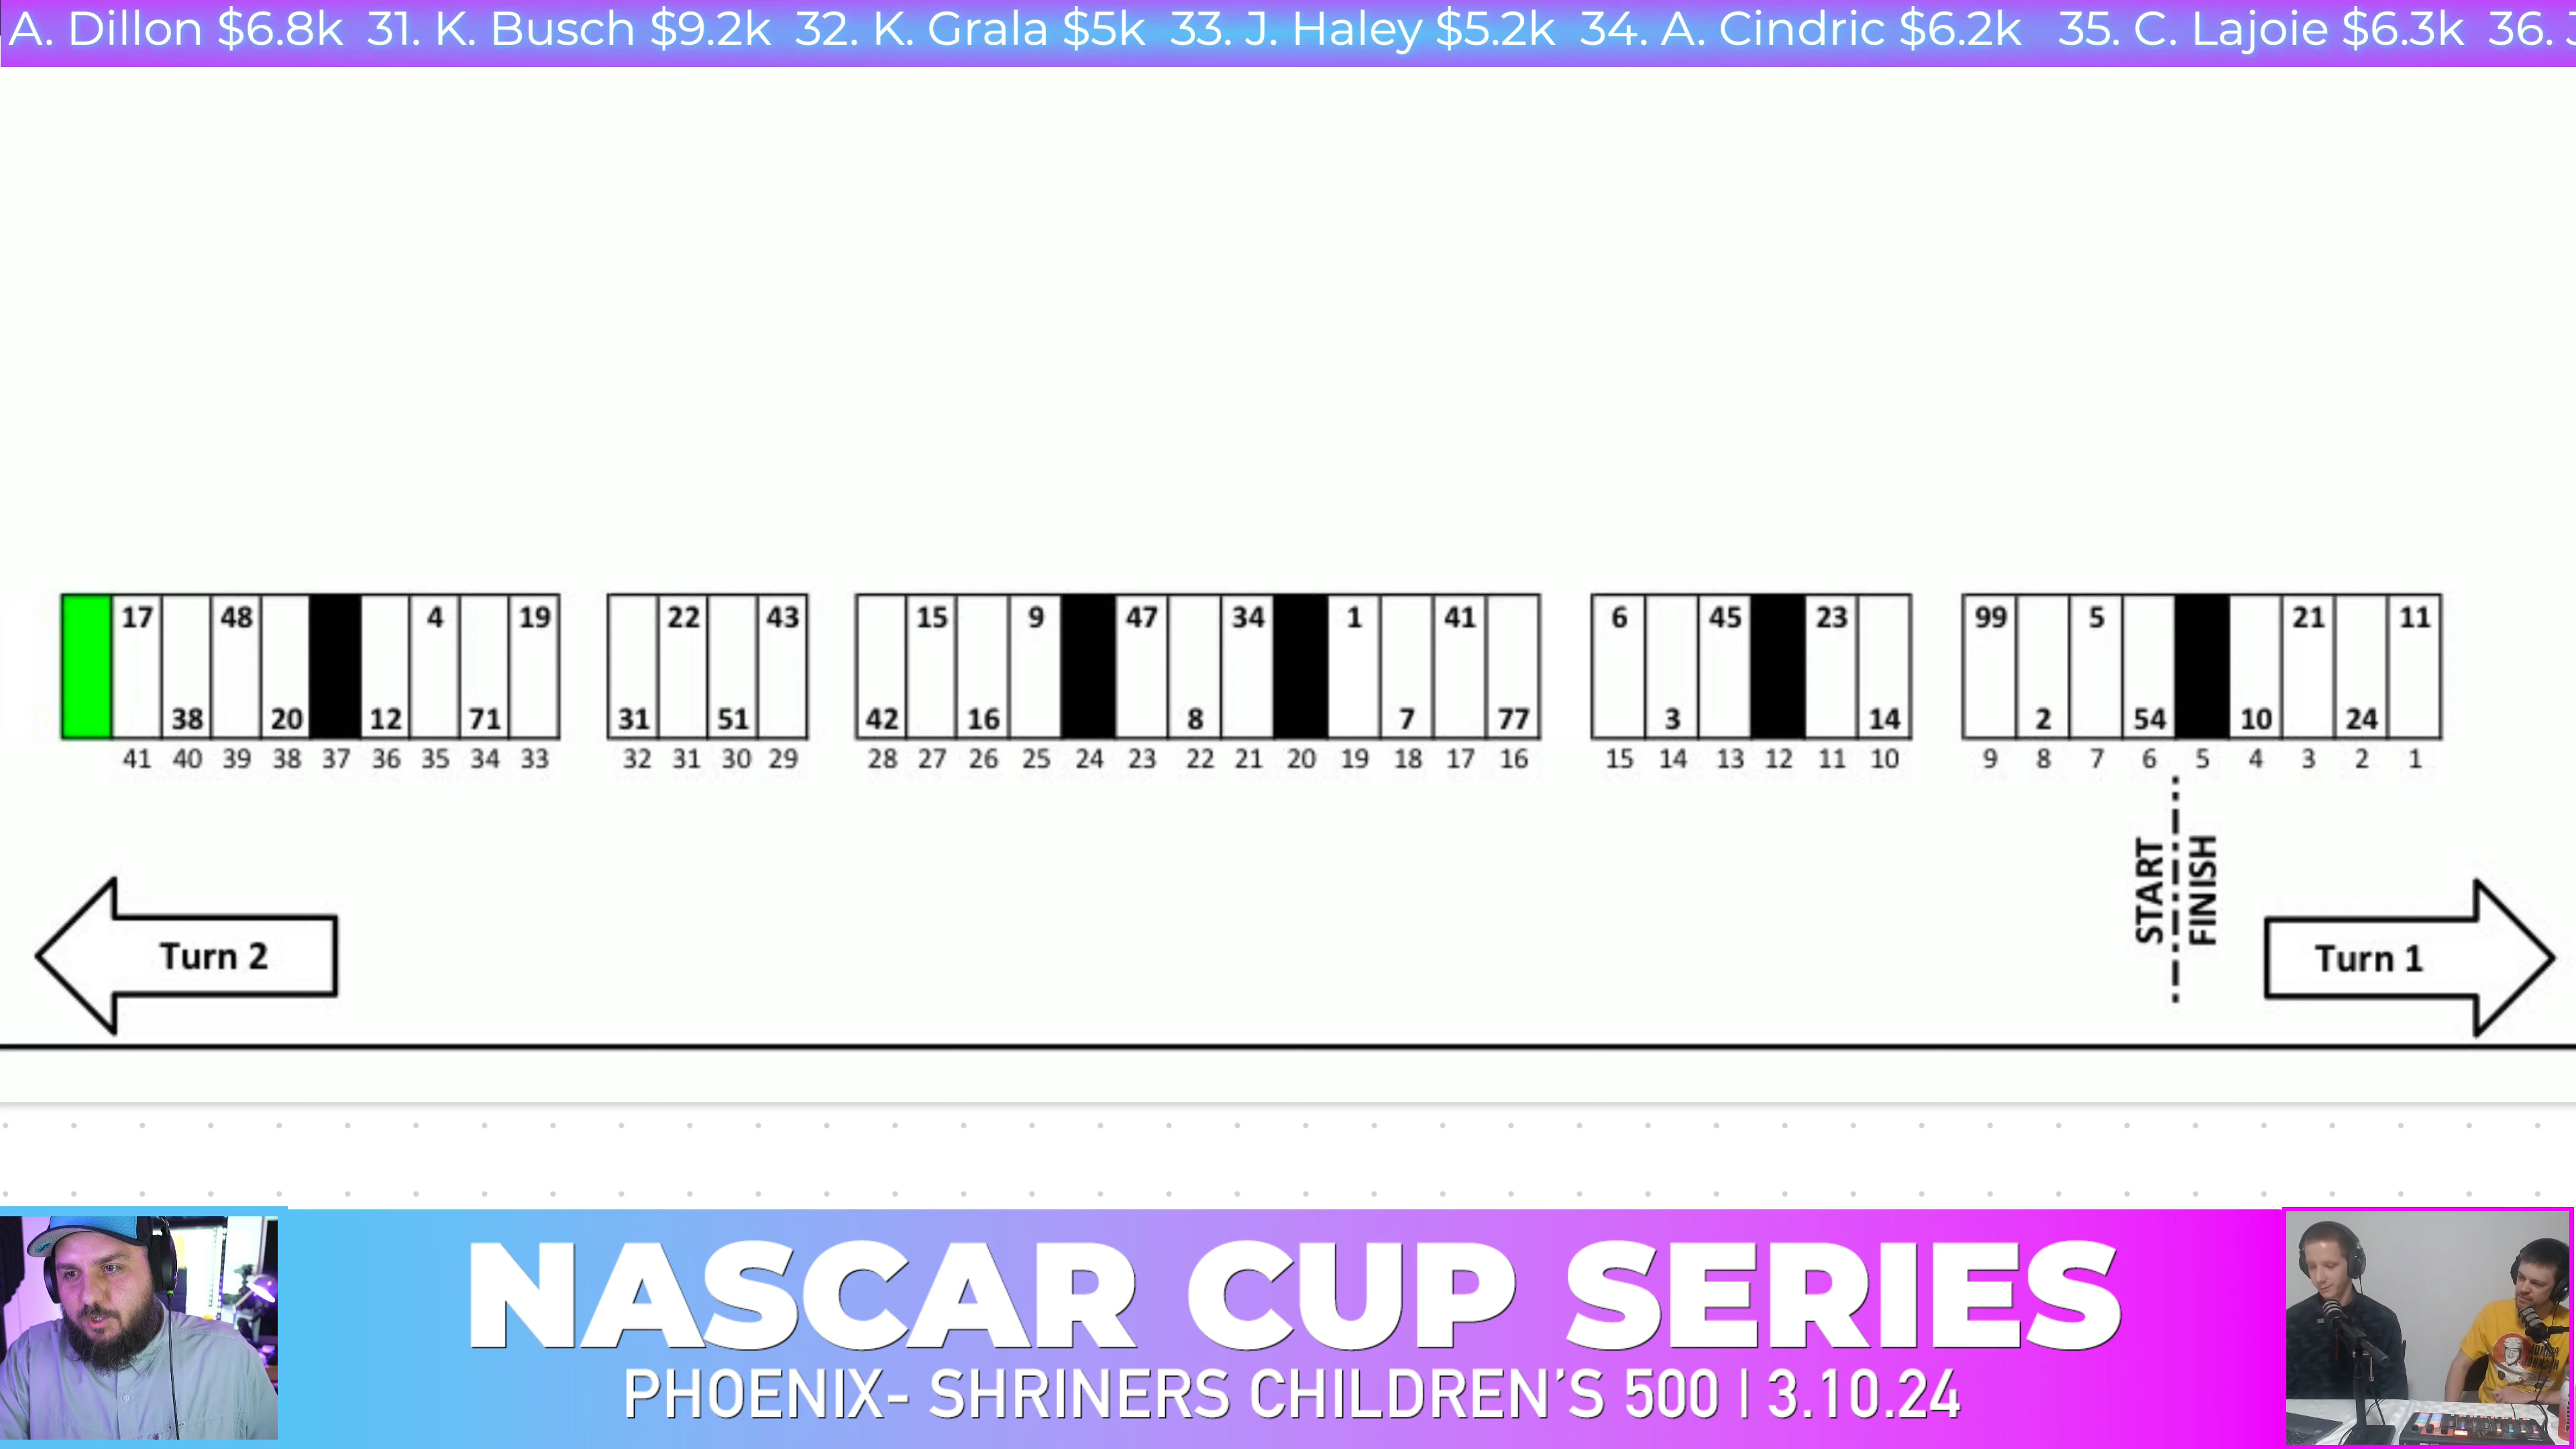 A. Dillon $6.8k 31. K. Busch $9.2k 32. K. Grala $5k 33. J. Haley $5.2k 34. A. Cindric $6.2k 35. C. Lajoie $6.3k 36.
17 48 4 19 22 43 15 9 47 34 1 41 6 45 23 99 5 21 11
38 20 12 71 31 51 42 16 8 7 77 3 14 2 54 10 24
41 40 39 38 37 36 35 34 33 32 31 30 29 28 27 26 25 24 23 22 21 20 19 18 17 16 15 14 13 12 11 10 9 8 7 6 5 4 3 2 1
START
FINISH
Turn 2
Turn 1
NASCAR CUP SERIES
PHOENIX- SHRINERS CHILDREN'S 500 | 3.10.24